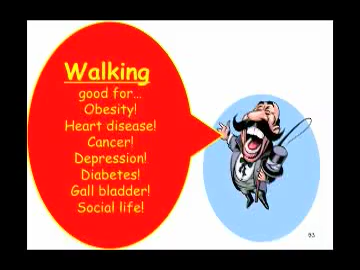 Walking
good for...
Obesity!
Heart disease!
Cancer!
Depression!
Diabetes!
Gall bladder!
Social life!
93